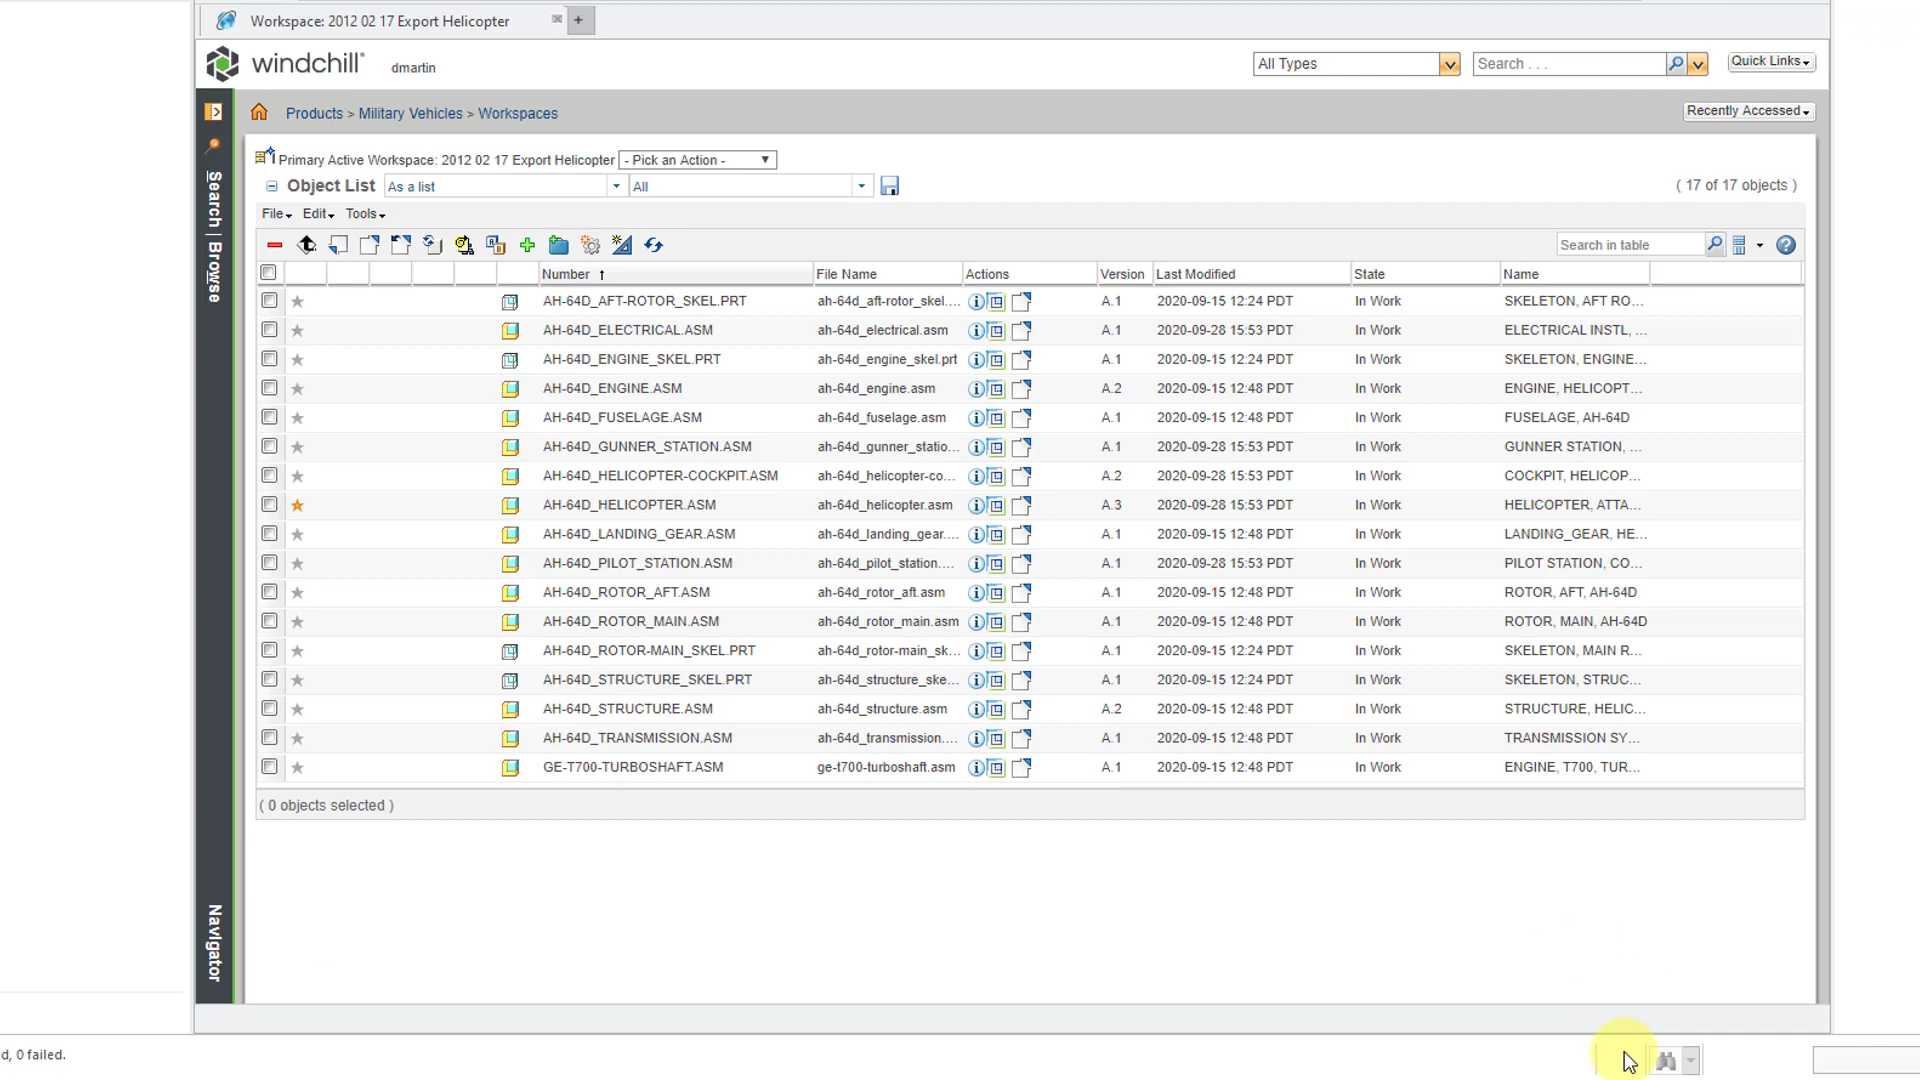 Workspace: 2012 02 17 Export Helicopter
windchill
dmartin
All Types
Search . . .
Quick Links
Products > Military Vehicles > Workspaces
Recently Accessed
Primary Active Workspace: 2012 02 17 Export Helicopter
- Pick an Action -
Object List
As a list
All
( 17 of 17 objects )
File
Edit
Tools
Search in table
Number File Name Actions Version Last Modified State Name
AH-64D_AFT-ROTOR_SKEL.PRT ah-64d_aft-rotor_skel.... A.1 2020-09-15 12:24 PDT In Work SKELETON, AFT RO...
AH-64D_ELECTRICAL.ASM ah-64d_electrical.asm A.1 2020-09-28 15:53 PDT In Work ELECTRICAL INSTL, ...
AH-64D_ENGINE_SKEL.PRT ah-64d_engine_skel.prt A.1 2020-09-15 12:24 PDT In Work SKELETON, ENGINE...
AH-64D_ENGINE.ASM ah-64d_engine.asm A.2 2020-09-15 12:48 PDT In Work ENGINE, HELICOPT...
AH-64D_FUSELAGE.ASM ah-64d_fuselage.asm A.1 2020-09-15 12:48 PDT In Work FUSELAGE, AH-64D
AH-64D_GUNNER_STATION.ASM ah-64d_gunner_statio... A.1 2020-09-28 15:53 PDT In Work GUNNER STATION, ...
AH-64D_HELICOPTER-COCKPIT.ASM ah-64d_helicopter-co... A.2 2020-09-28 15:53 PDT In Work COCKPIT, HELICOP...
AH-64D_HELICOPTER.ASM ah-64d_helicopter.asm A.3 2020-09-28 15:53 PDT In Work HELICOPTER, ATTA...
AH-64D_LANDING_GEAR.ASM ah-64d_landing_gear.... A.1 2020-09-15 12:48 PDT In Work LANDING_GEAR, HE...
AH-64D_PILOT_STATION.ASM ah-64d_pilot_station.... A.1 2020-09-28 15:53 PDT In Work PILOT STATION, CO...
AH-64D_ROTOR_AFT.ASM ah-64d_rotor_aft.asm A.1 2020-09-15 12:48 PDT In Work ROTOR, AFT, AH-64D
AH-64D_ROTOR_MAIN.ASM ah-64d_rotor_main.asm A.1 2020-09-15 12:48 PDT In Work ROTOR, MAIN, AH-64D
AH-64D_ROTOR-MAIN_SKEL.PRT ah-64d_rotor-main_sk... A.1 2020-09-15 12:24 PDT In Work SKELETON, MAIN R...
AH-64D_STRUCTURE_SKEL.PRT ah-64d_structure_ske... A.1 2020-09-15 12:24 PDT In Work SKELETON, STRUC...
AH-64D_STRUCTURE.ASM ah-64d_structure.asm A.2 2020-09-15 12:48 PDT In Work STRUCTURE, HELIC...
AH-64D_TRANSMISSION.ASM ah-64d_transmission.... A.1 2020-09-15 12:48 PDT In Work TRANSMISSION SY...
GE-T700-TURBOSHAFT.ASM ge-t700-turboshaft.asm A.1 2020-09-15 12:48 PDT In Work ENGINE, T700, TUR...
( 0 objects selected )
Search | Browse
Navigator
d, 0 failed.